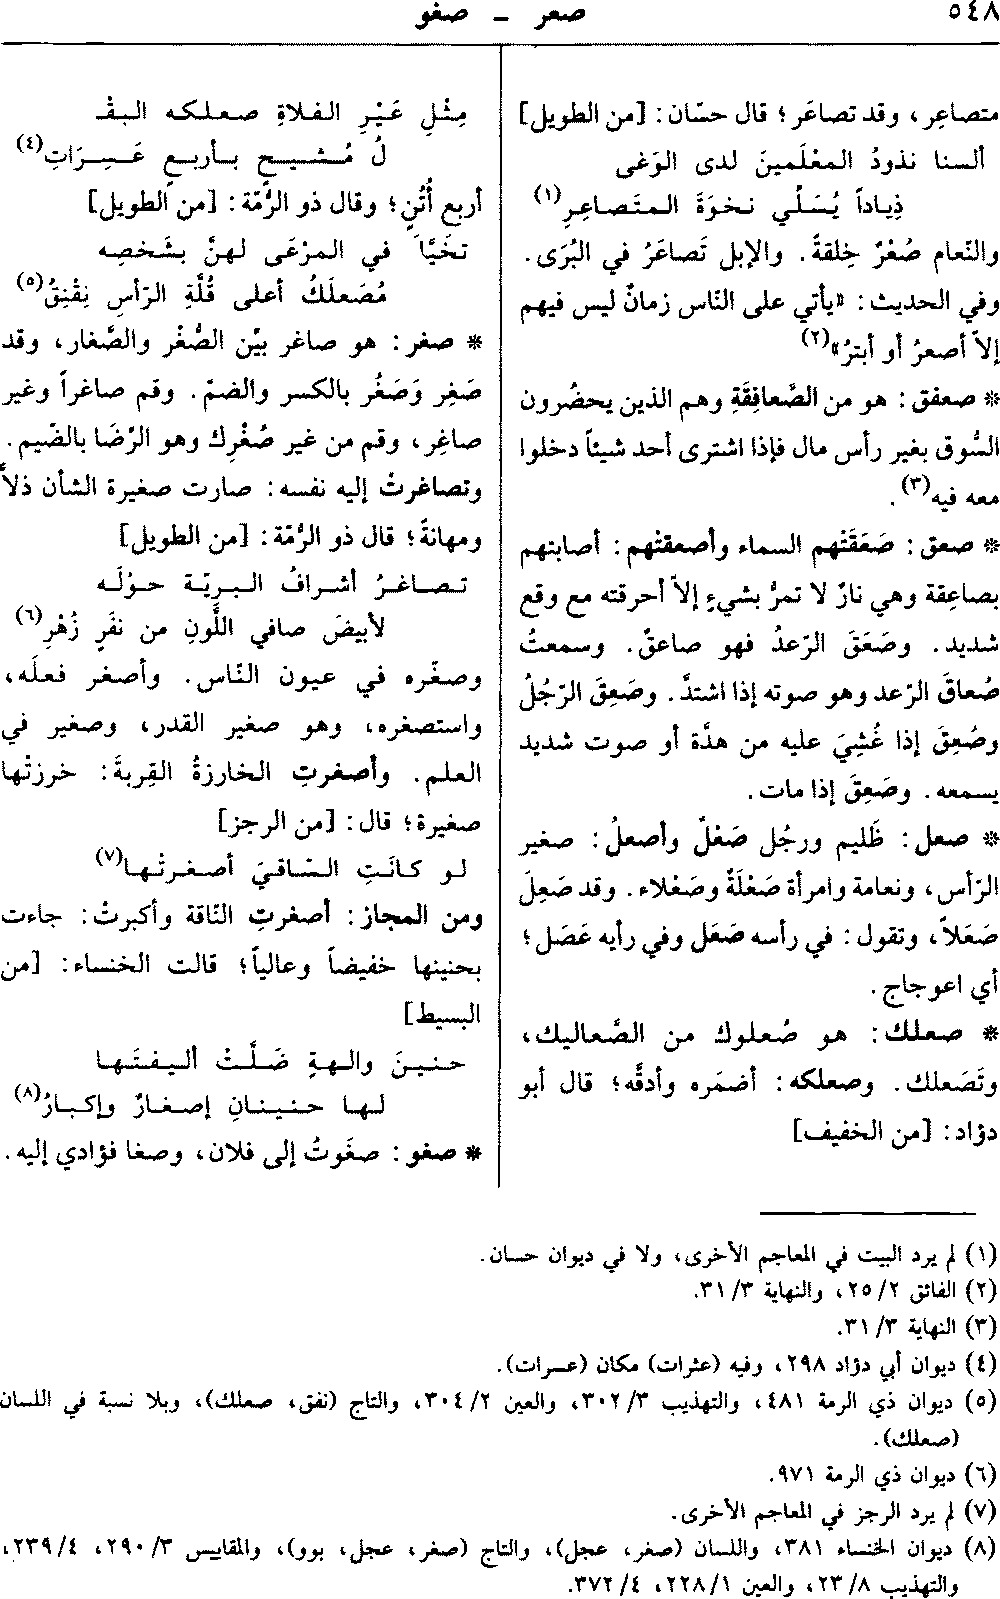 ٥٤٨
صعر – صغو
متصاعِر، وقد تصاعَر؛ قال حسّان: [من الطويل]
ألسنا نذودُ المعْلَمينَ لدى الوَغى
ذِياداً يُسَلّي نخوَةَ المتَصاعِرِ(١)
والنّعام صُعْرٌ خِلقةً. والإبل تَصاعَرُ في البُرَى.
وفي الحديث: «يأتي على النّاس زمانٌ ليس فيهم
إلاّ أصعرُ أو أبترُ»(٢)
* صعفق: هو من الصَّعافِقَةِ وهم الذين يحضُرون
السُّوق بغير رأس مال فإذا اشترى أحد شيئاً دخلوا
معه فيه(٣).
* صعق: صَعَقَتْهم السماء وأصعقتْهم: أصابتهم
بصاعِقة وهي نارٌ لا تمرُّ بشيءٍ إلاّ أحرقته مع وقع
شديد. وصَعَقَ الرّعدُ فهو صاعقٌ. وسمعتُ
صُعاقَ الرّعد وهو صوته إذا اشتدَّ. وصَعِقَ الرّجُلُ
وصُعِقَ إذا غُشِيَ عليه من هدَّة أو صوت شديد
يسمعه. وصَعِقَ إذا مات.
* صعل: ظَليم ورجُل صَعْلٌ وأصعلُ: صغير
الرّأس، ونعامة وامرأة صَعْلَةٌ وصَعْلاء. وقد صَعِلَ
صَعَلاً، وتقول: في رأسه صَعَل وفي رأيه عَصَل؛
أي اعوجاج.
* صعلك: هو صُعلوك من الصَّعاليك،
وتَصَعلك. وصعلكه: أضمَره وأدقَّه؛ قال أبو
دؤاد: [من الخفيف]
مِثْلِ عَيْرِ الفلاةِ صعلكه البقْـ
لُ مُشيحٍ بأربعٍ عَسِرَاتِ(٤)
أربع أُتُنٍ؛ وقال ذو الرُّمّة: [من الطويل]
تخَيَّا في المرْعَى لهنَّ بشَخصِه
مُصَعلَكُ أعلى قُلَّةِ الرّأسِ نِقْنِقُ(٥)
* صغر: هو صاغر بيِّن الصُّغْر والصَّغار، وقد
صَغِر وَصَغُر بالكسر والضمّ. وقم صاغراً وغير
صاغِر، وقم من غير صُغْرِك وهو الرّضَا بالضّيم.
وتصاغرتْ إليه نفسه: صارت صغيرة الشأن ذلاًّ
ومهانةً؛ قال ذو الرُّمّة: [من الطويل]
تصاغرُ أشرافُ البريّة حوْلَه
لأبيضَ صافي اللَّونِ من نفَرٍ زُهْرِ(٦)
وصغّره في عيون النّاس. وأصغر فعلَه،
واستصغره، وهو صغير القدر، وصغير في
العلم. وأصغرتِ الخارزةُ القِربةَ: خرزتْها
صغيرة؛ قال: [من الرجز]
لو كانَتِ السّاقيَ أصغرتْها(٧)
ومن المجاز: أصغرتِ النّاقة وأكبرتْ: جاءت
بحنينها خفيضاً وعالياً؛ قالت الخنساء: [من
البسيط]
حنينَ والهةٍ ضَلَّتْ أليفتَها
لها حنينانِ إصغارٌ وإكبارُ(٨)
* صغو: صغَوتُ إلى فلان، وصغا فؤادي إليه.
(١) لم يرد البيت في المعاجم الأخرى، ولا في ديوان حسان.
(٢) الفائق ٢/ ٢٥، والنهاية ٣/ ٣١.
(٣) النهاية ٣/ ٣١.
(٤) ديوان أبي دؤاد ٢٩٨، وفيه (عثرات) مكان (عسرات).
(٥) ديوان ذي الرمة ٤٨١، والتهذيب ٣/ ٣٠٢، والعين ٢/ ٣٠٤، والتاج (نفق، صعلك)، وبلا نسبة في اللسان
(صعلك).
(٦) ديوان ذي الرمة ٩٧١.
(٧) لم يرد الرجز في المعاجم الأخرى.
(٨) ديوان الخنساء ٣٨١، واللسان (صغر، عجل)، والتاج (صغر، عجل، بوو)، والمقاييس ٣/ ٢٩٠، ٤/ ٢٣٩،
والتهذيب ٨/ ٢٣، والعين ١/ ٢٢٨، ٤/ ٣٧٢.